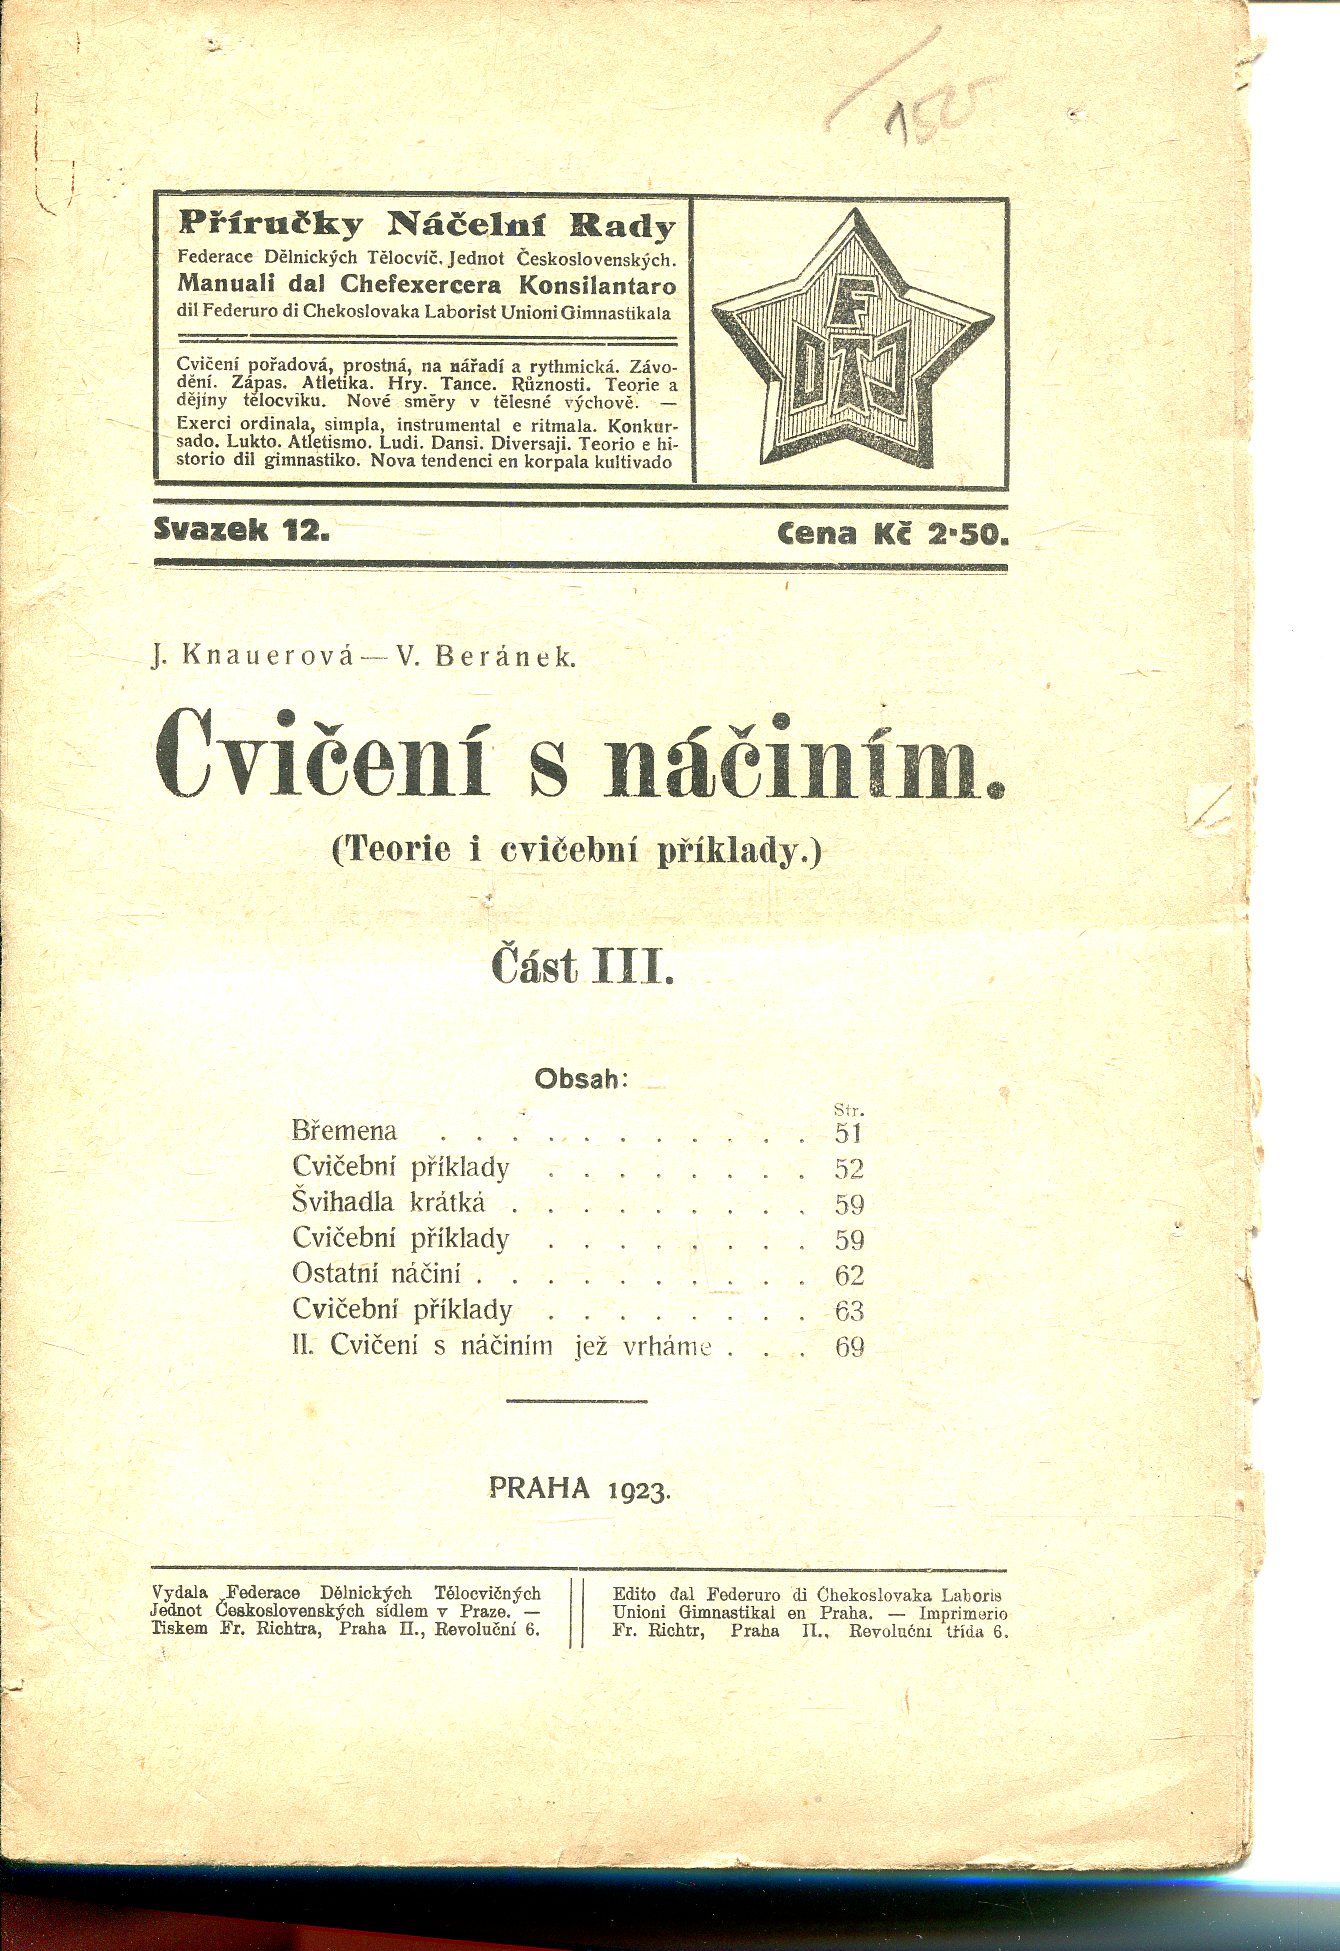 152
Příručky Náčelní Rady
Federace Dělnických Tělocvič. Jednot Československých.
Manuali dal Chefexercera Konsilantaro
dil Federuro di Chekoslovaka Laborist Unioni Gimnastikala
Cvičení pořadová, prostná, na nářadí a rythmická. Závo-
dění. Zápas. Atletika. Hry. Tance. Různosti. Teorie a
dějiny tělocviku. Nové směry v tělesné výchově. —
Exerci ordinala, simpla, instrumental e ritmala. Konkur-
sado. Lukto. Atletismo. Ludi. Dansi. Diversaji. Teorio e hi-
storio dil gimnastiko. Nova tendenci en korpala kultivado
F
DTJ
Svazek 12. Cena Kč 2·50.
J. Knauerová — V. Beránek.
Cvičení s náčiním.
(Teorie i cvičební příklady.)
Část III.
Obsah:
Str.
Břemena . . . . . . . . . . . 51
Cvičební příklady . . . . . . . . 52
Švihadla krátká . . . . . . . . . 59
Cvičební příklady . . . . . . . . 59
Ostatní náčiní . . . . . . . . . . 62
Cvičební příklady . . . . . . . . 63
II. Cvičení s náčiním jež vrháme . . . 69
PRAHA 1923.
Vydala Federace Dělnických Tělocvičných
Jednot Československých sídlem v Praze. —
Tiskem Fr. Richtra, Praha II., Revoluční 6.
Edito dal Federuro di Chekoslovaka Laboris
Unioni Gimnastikal en Praha. — Imprimerio
Fr. Richtr, Praha II., Revoluční třída 6.